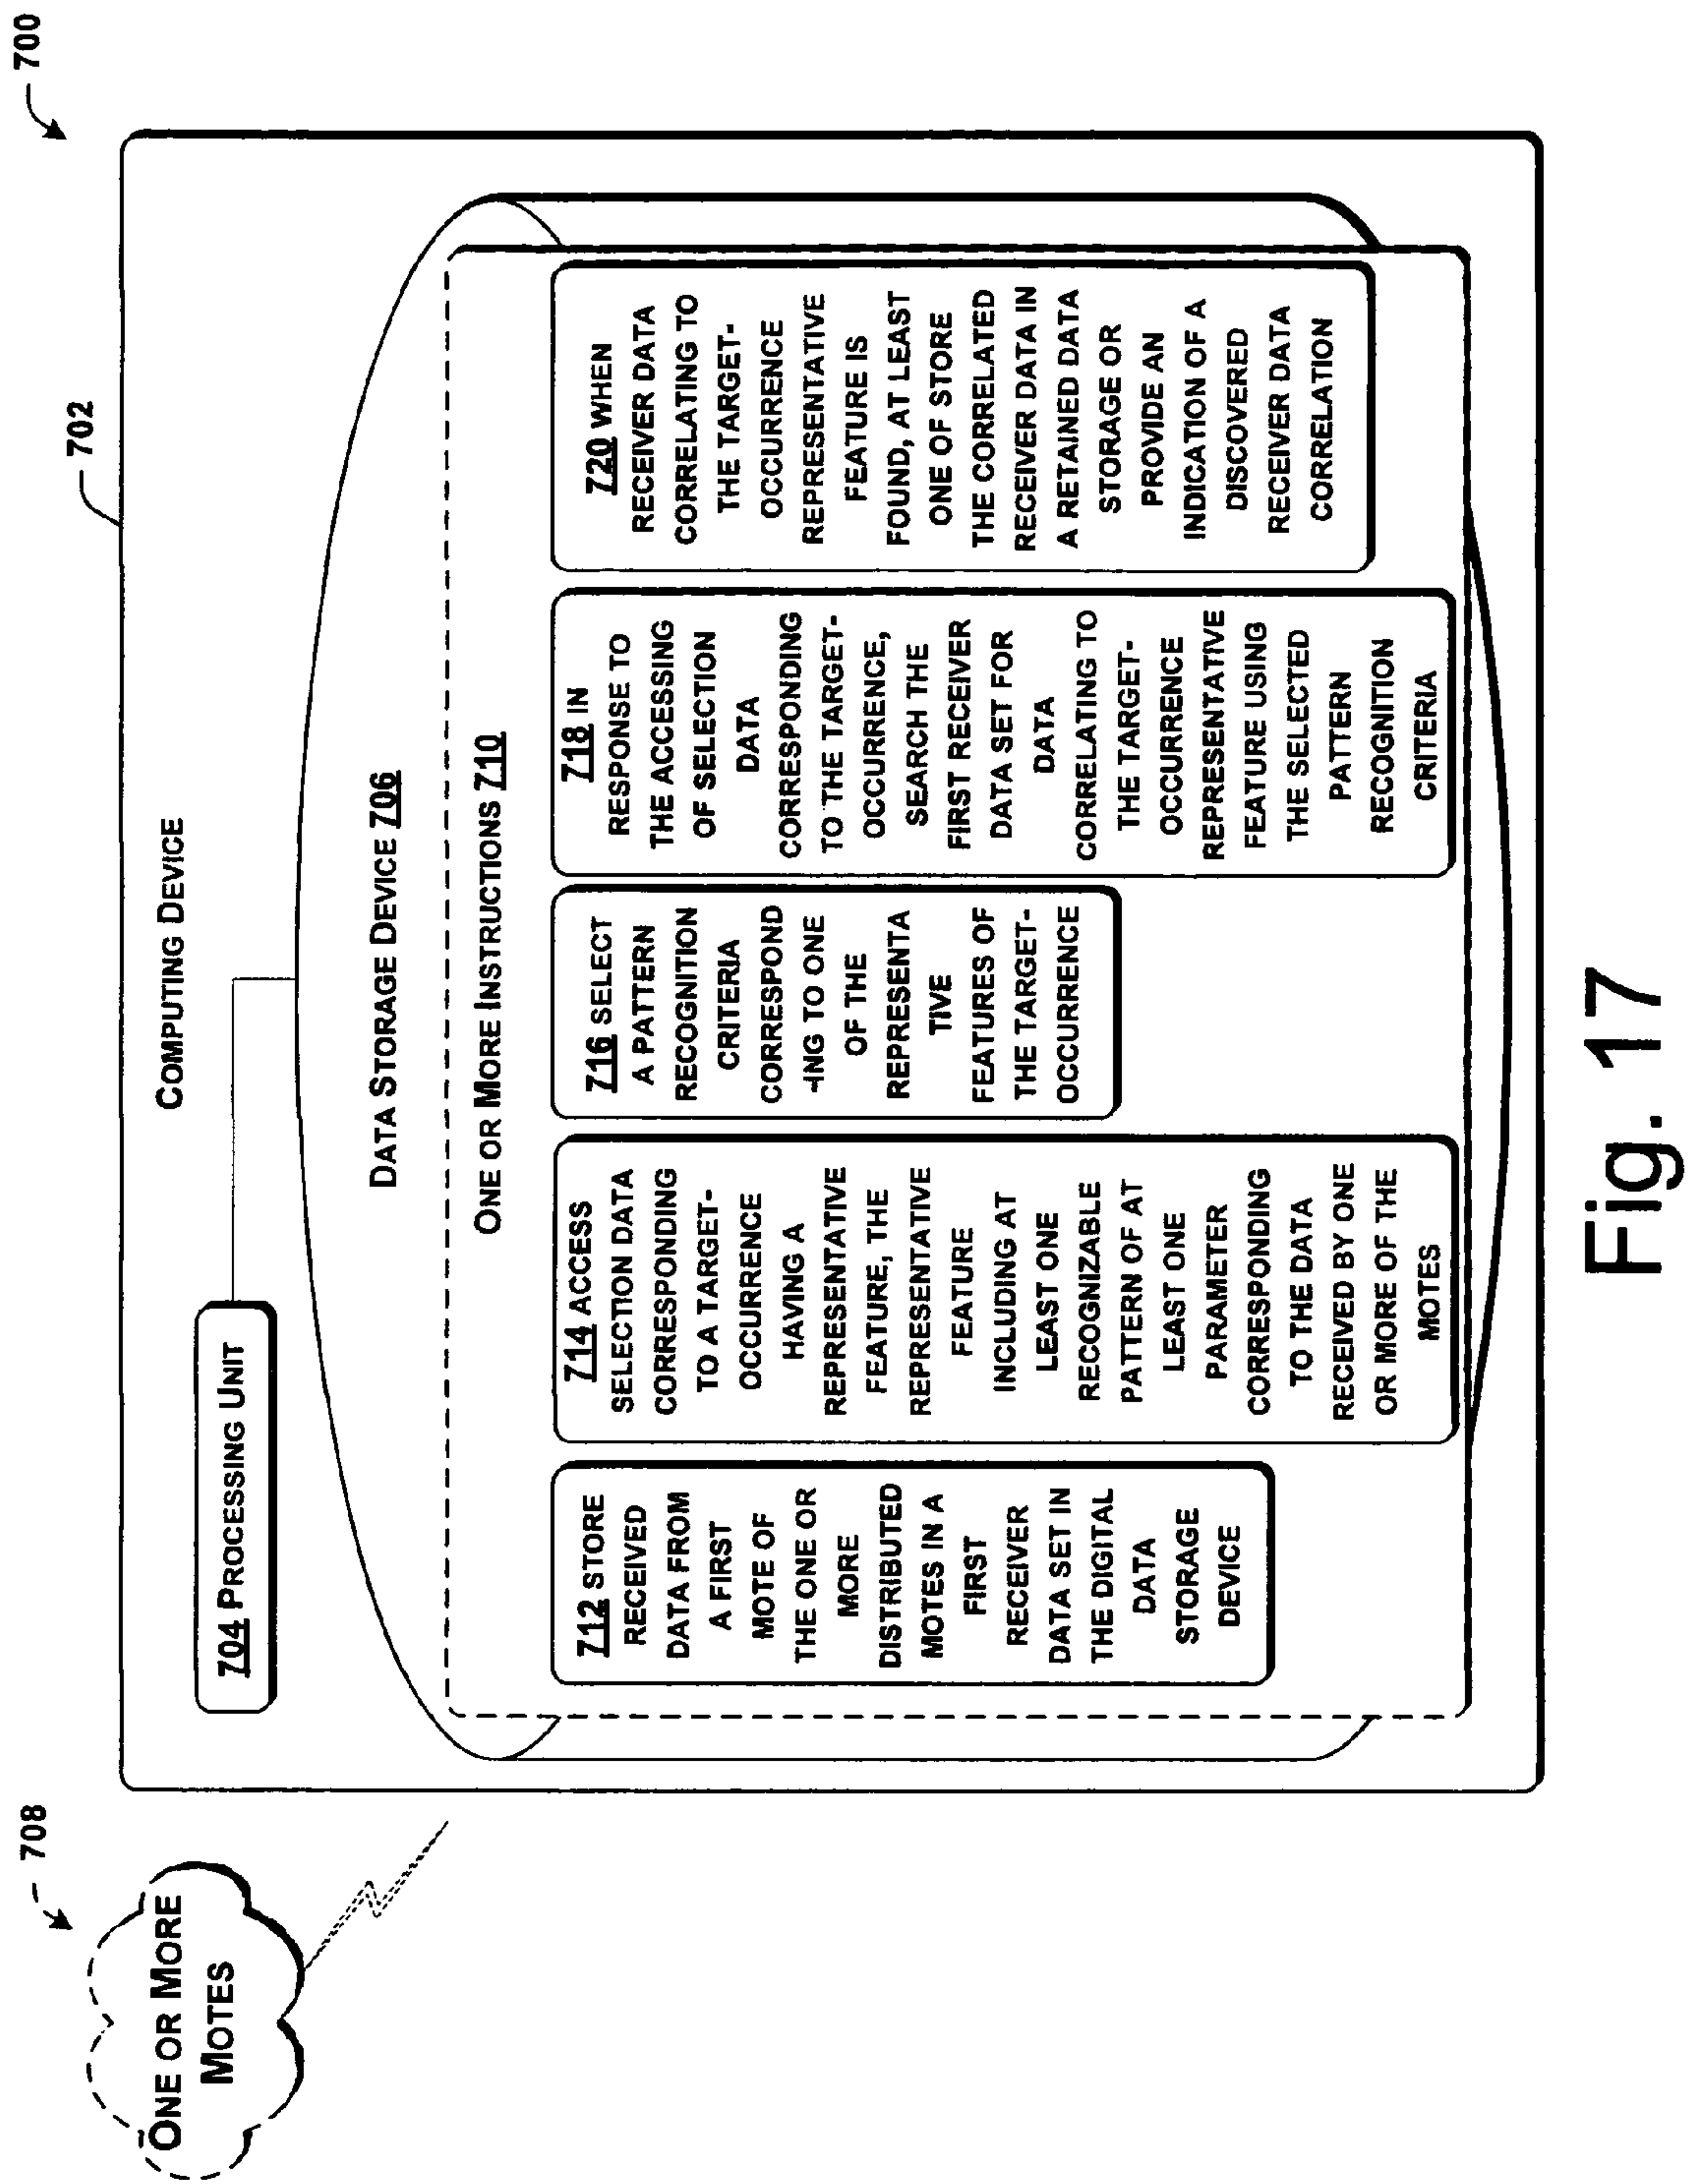 700
702
708
ONE OR MORE
MOTES
COMPUTING DEVICE
704 PROCESSING UNIT
DATA STORAGE DEVICE 706
ONE OR MORE INSTRUCTIONS 710
712 STORE
RECEIVED
DATA FROM
A FIRST
MOTE OF
THE ONE OR
MORE
DISTRIBUTED
MOTES IN A
FIRST
RECEIVER
DATA SET IN
THE DIGITAL
DATA
STORAGE
DEVICE
714 ACCESS
SELECTION DATA
CORRESPONDING
TO A TARGET-
OCCURRENCE
HAVING A
REPRESENTATIVE
FEATURE, THE
REPRESENTATIVE
FEATURE
INCLUDING AT
LEAST ONE
RECOGNIZABLE
PATTERN OF AT
LEAST ONE
PARAMETER
CORRESPONDING
TO THE DATA
RECEIVED BY ONE
OR MORE OF THE
MOTES
716 SELECT
A PATTERN
RECOGNITION
CRITERIA
CORRESPOND
-ING TO ONE
OF THE
REPRESENTA
TIVE
FEATURES OF
THE TARGET-
OCCURRENCE
718 IN
RESPONSE TO
THE ACCESSING
OF SELECTION
DATA
CORRESPONDING
TO THE TARGET-
OCCURRENCE,
SEARCH THE
FIRST RECEIVER
DATA SET FOR
DATA
CORRELATING TO
THE TARGET-
OCCURRENCE
REPRESENTATIVE
FEATURE USING
THE SELECTED
PATTERN
RECOGNITION
CRITERIA
720 WHEN
RECEIVER DATA
CORRELATING TO
THE TARGET-
OCCURRENCE
REPRESENTATIVE
FEATURE IS
FOUND, AT LEAST
ONE OF STORE
THE CORRELATED
RECEIVER DATA IN
A RETAINED DATA
STORAGE OR
PROVIDE AN
INDICATION OF A
DISCOVERED
RECEIVER DATA
CORRELATION
Fig. 17